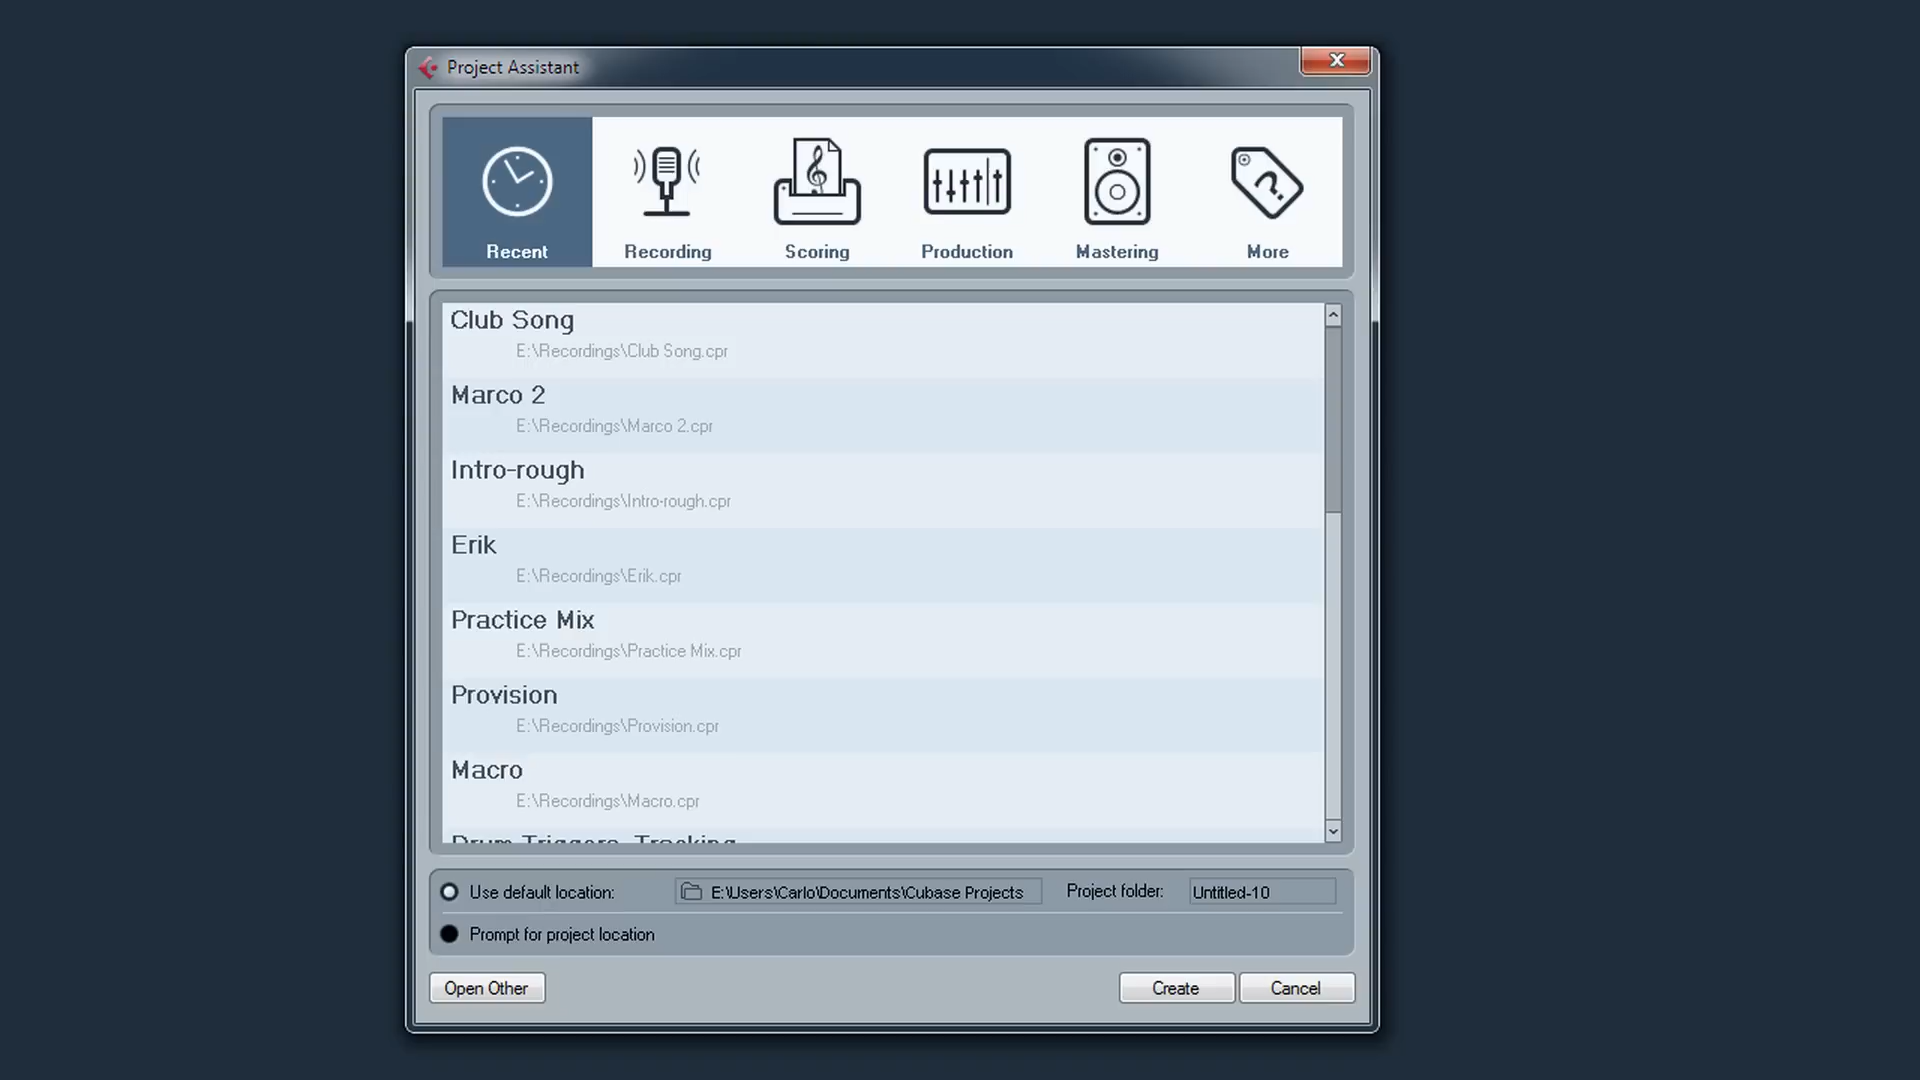 Project Assistant
Recent
Recording
Scoring
Production
Mastering
More
Club Song
E:\Recordings\Club Song.cpr
Marco 2
E:\Recordings\Marco 2.cpr
Intro-rough
E:\Recordings\Intro-rough.cpr
Erik
E:\Recordings\Erik.cpr
Practice Mix
E:\Recordings\Practice Mix.cpr
Provision
E:\Recordings\Provision.cpr
Macro
E:\Recordings\Macro.cpr
Drum Triggers, Tracking
Use default location:
E:\Users\Carlo\Documents\Cubase Projects
Project folder:
Untitled-10
Prompt for project location
Open Other
Create
Cancel